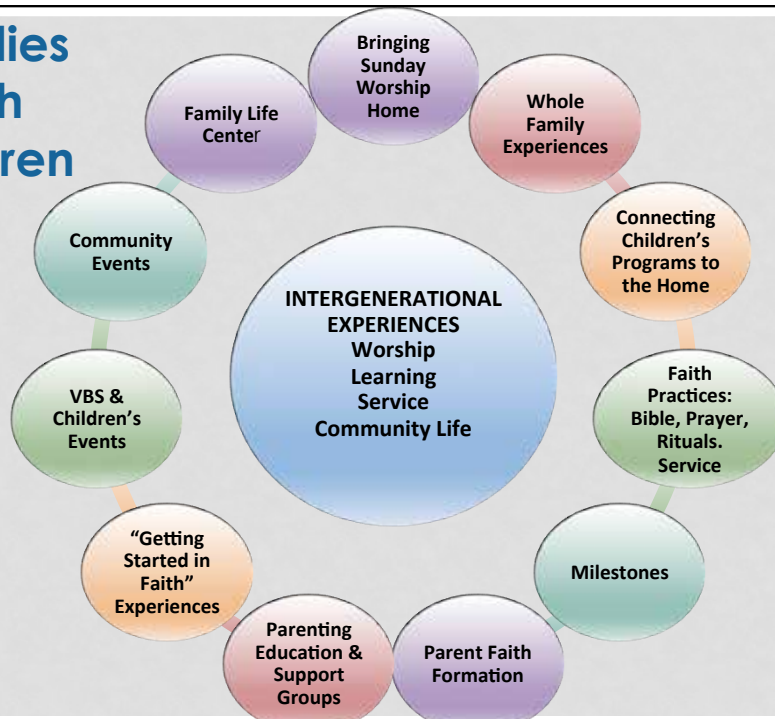 lies
h
ren
Bringing
Sunday
Worship
Home
Whole
Family
Experiences
Connecting
Children’s
Programs to
the Home
Faith
Practices:
Bible, Prayer,
Rituals.
Service
Milestones
Parent Faith
Formation
Parenting
Education &
Support
Groups
“Getting
Started in
Faith”
Experiences
VBS &
Children’s
Events
Community
Events
Family Life
Center
INTERGENERATIONAL
EXPERIENCES
Worship
Learning
Service
Community Life